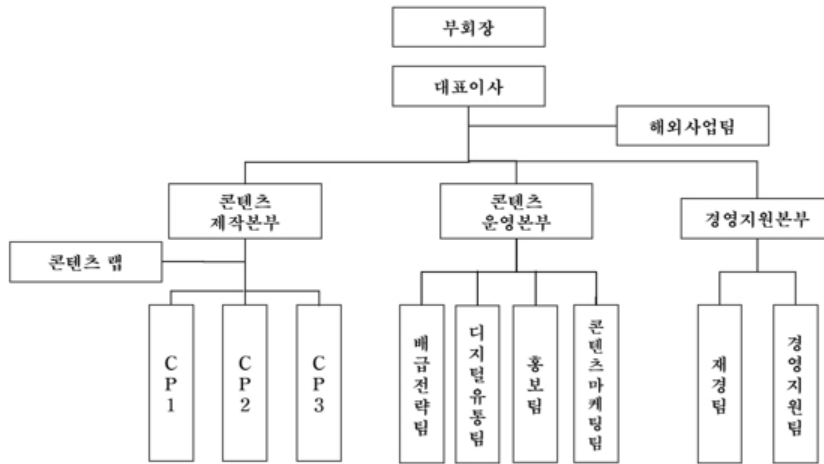 부회장
대표이사
해외사업팀
콘텐츠
제작본부
콘텐츠
운영본부
경영지원본부
콘텐츠 랩
CP1
CP2
CP3
배급전략팀
디지털유통팀
홍보팀
콘텐츠마케팅팀
재경팀
경영지원팀